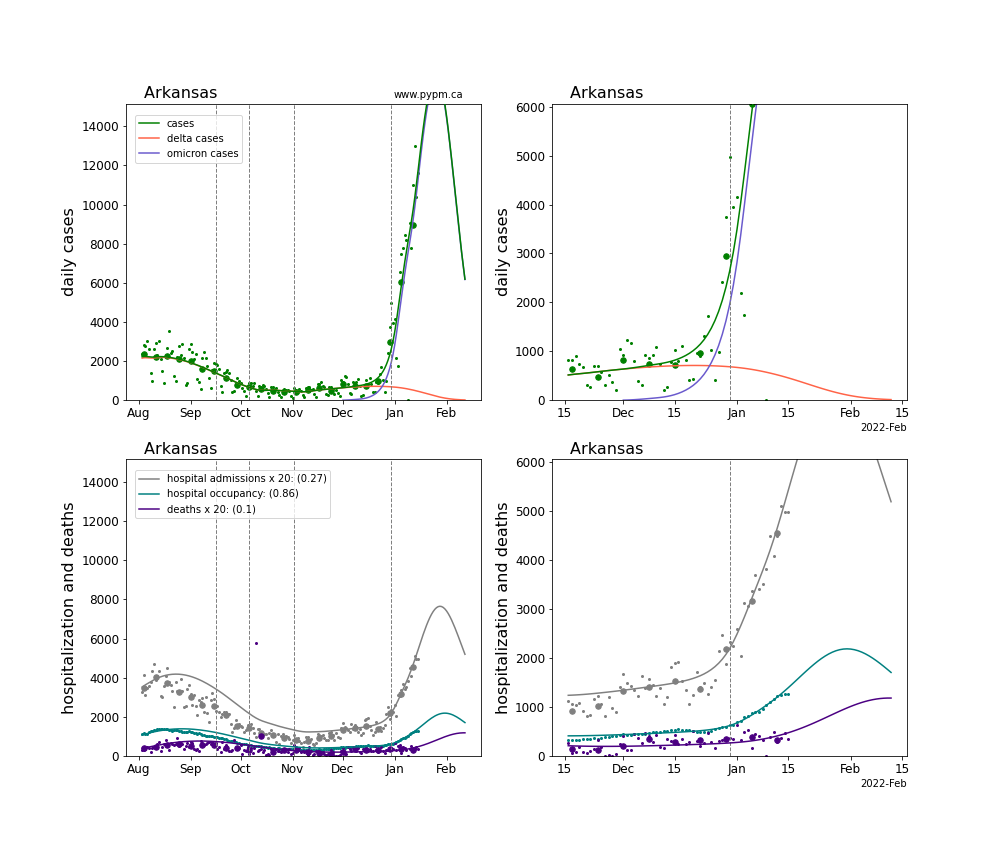 Arkansas
www.pypm.ca
cases
delta cases
omicron cases
daily cases
14000
12000
10000
8000
6000
4000
2000
0
Aug Sep Oct Nov Dec Jan Feb
Arkansas
daily cases
6000
5000
4000
3000
2000
1000
0
15 Dec 15 Jan 15 Feb 15
2022-Feb
Arkansas
hospital admissions x 20: (0.27)
hospital occupancy: (0.86)
deaths x 20: (0.1)
hospitalization and deaths
14000
12000
10000
8000
6000
4000
2000
0
Aug Sep Oct Nov Dec Jan Feb
Arkansas
hospitalization and deaths
6000
5000
4000
3000
2000
1000
0
15 Dec 15 Jan 15 Feb 15
2022-Feb